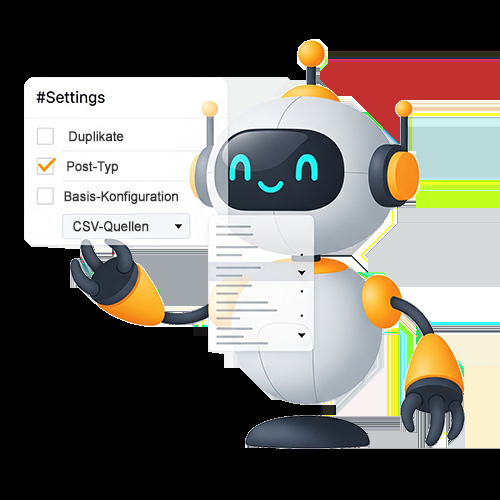 #Settings
Duplikate
Post-Typ
Basis-Konfiguration
CSV-Quellen